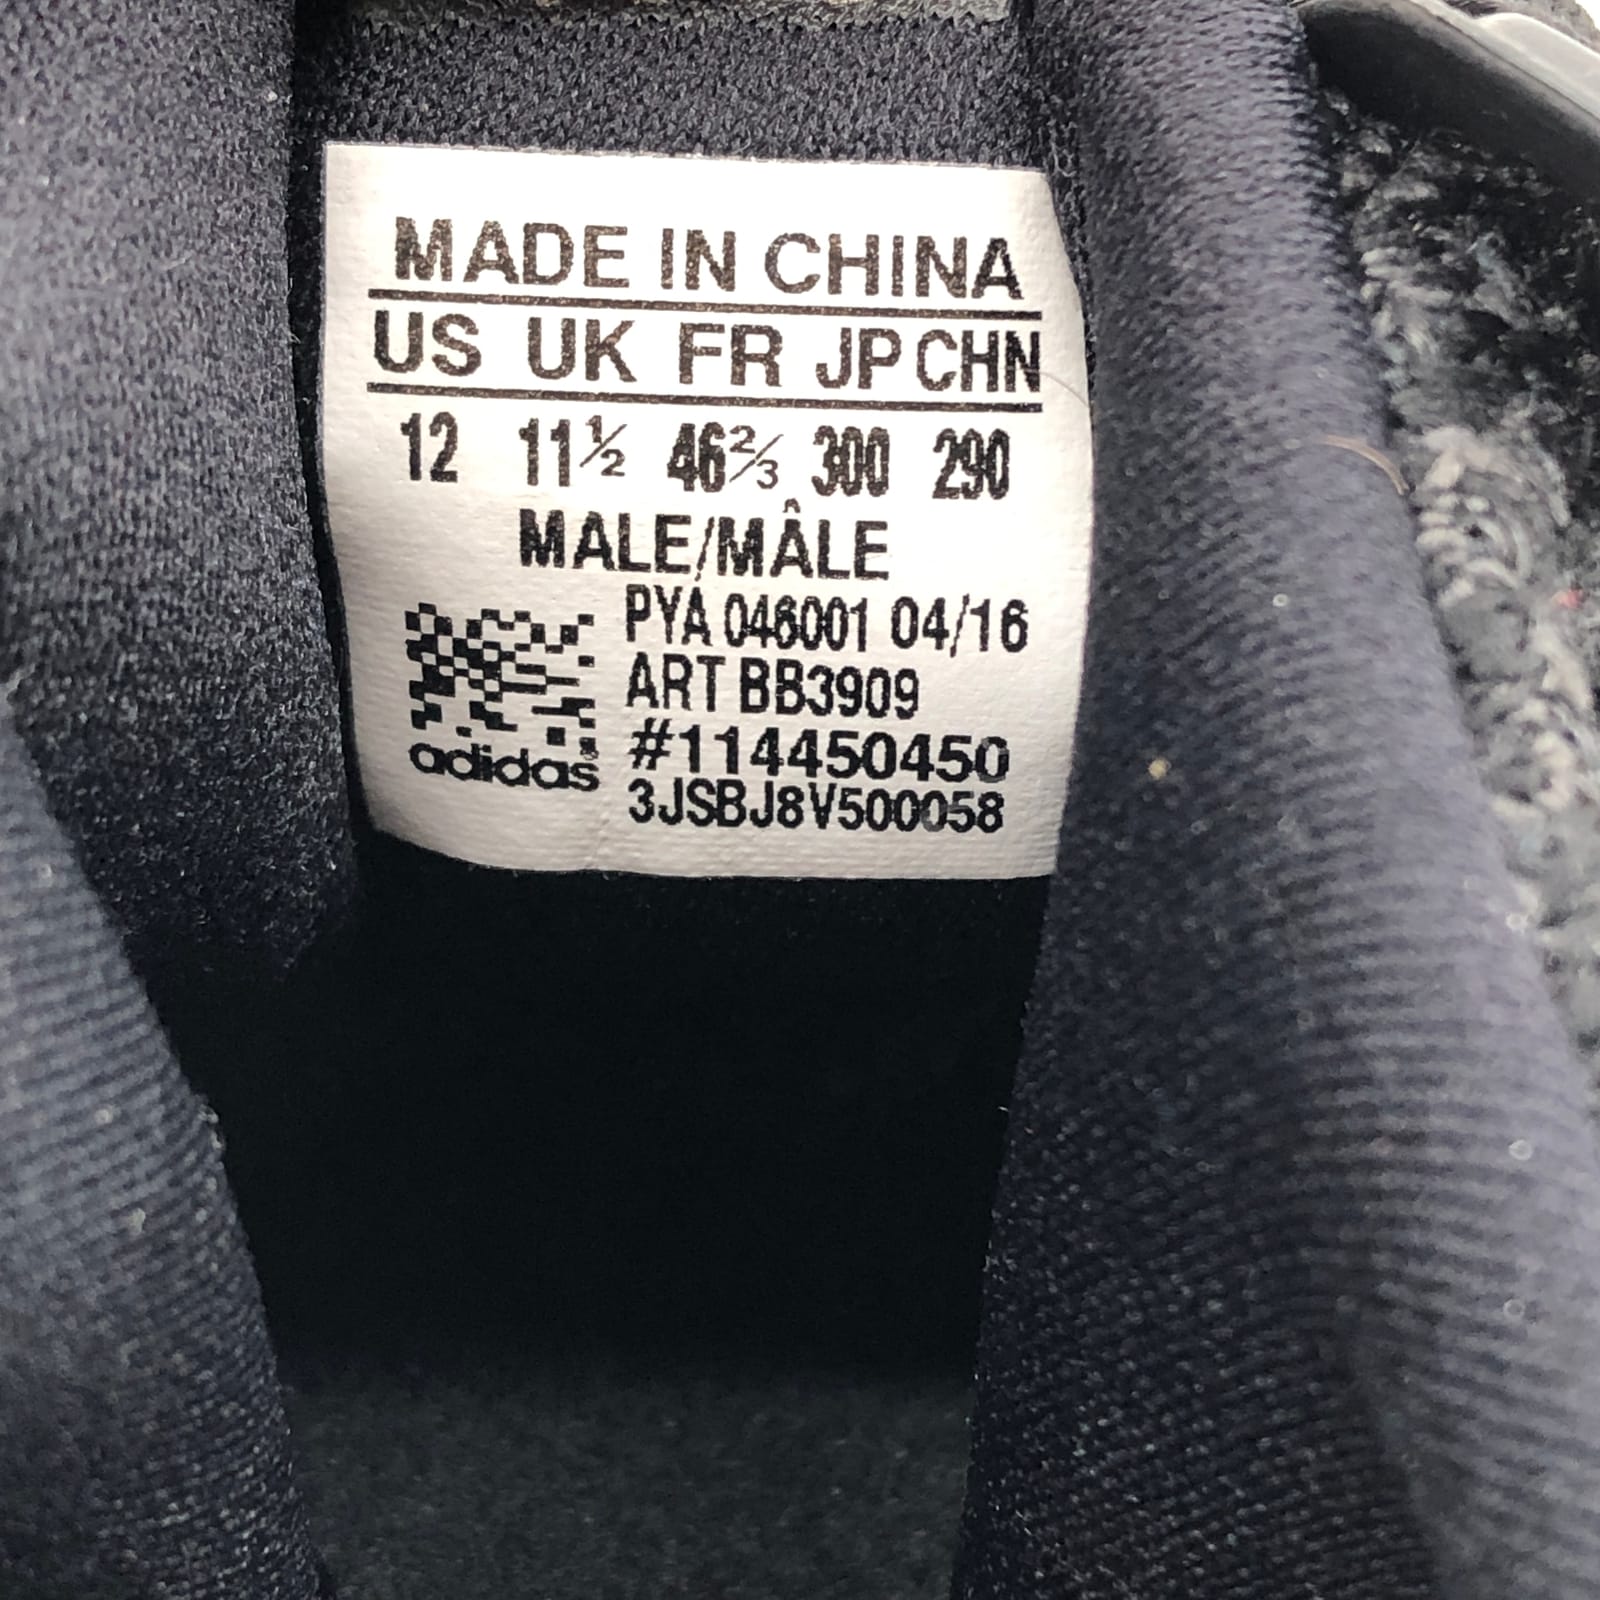 MADE IN CHINA
US UK FR JP CHN
12 11½ 46⅔ 300 290
MALE/MÂLE
PYA 046001 04/16
ART BB3909
#114450450
adidas
3JSBJ8V500058